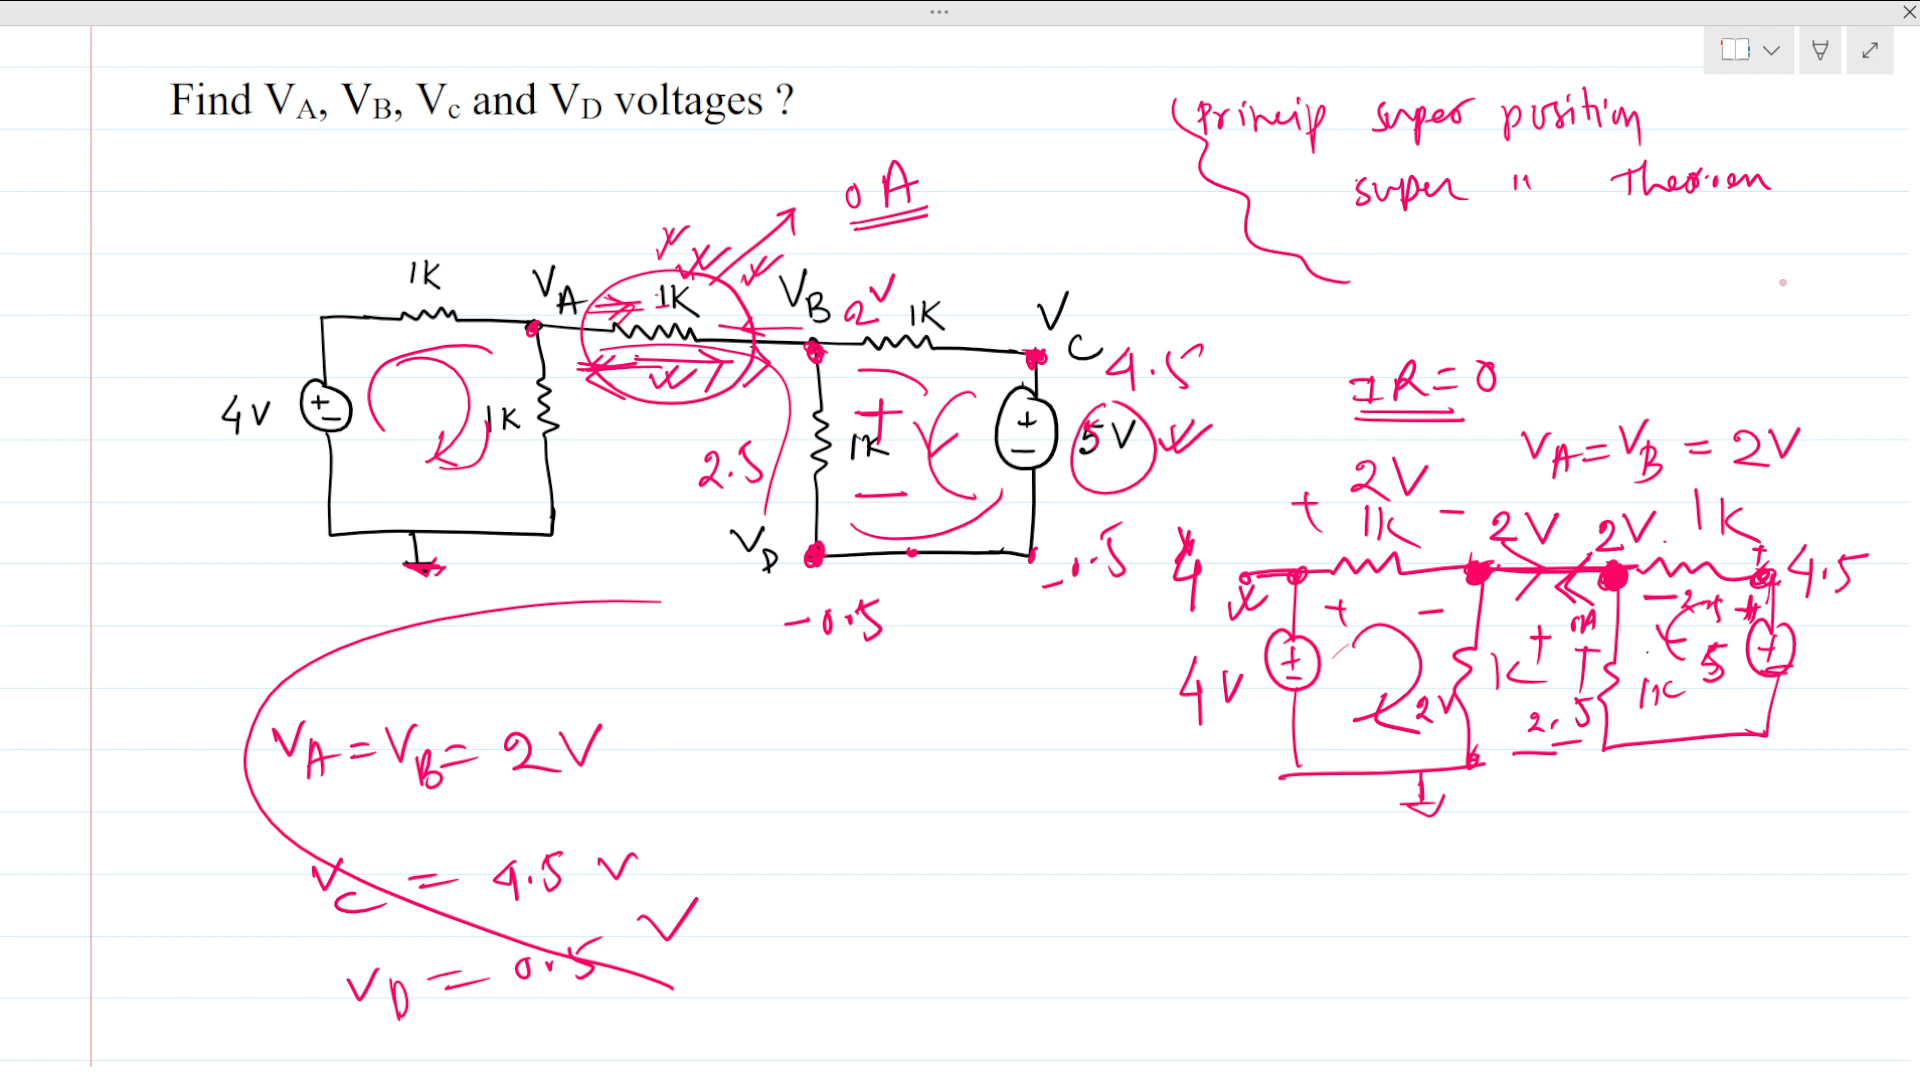 Find VA, VB, Vc and VD voltages ?
Princip super position
super " Theorem
0 A
1K
VA
1K
VB
2V
1K
VC
4.5
4V
1K
1K
5V
2.5
VD
-0.5
-0.5
IR=0
VA=VB=2V
2V
+ 1K -
2V
2V
1K
4
4.5
+ -
4V
2V
1K
+
0A
2.5
1K
5
VA=VB=2V
VC = 4.5 V
VD = 0.5 V